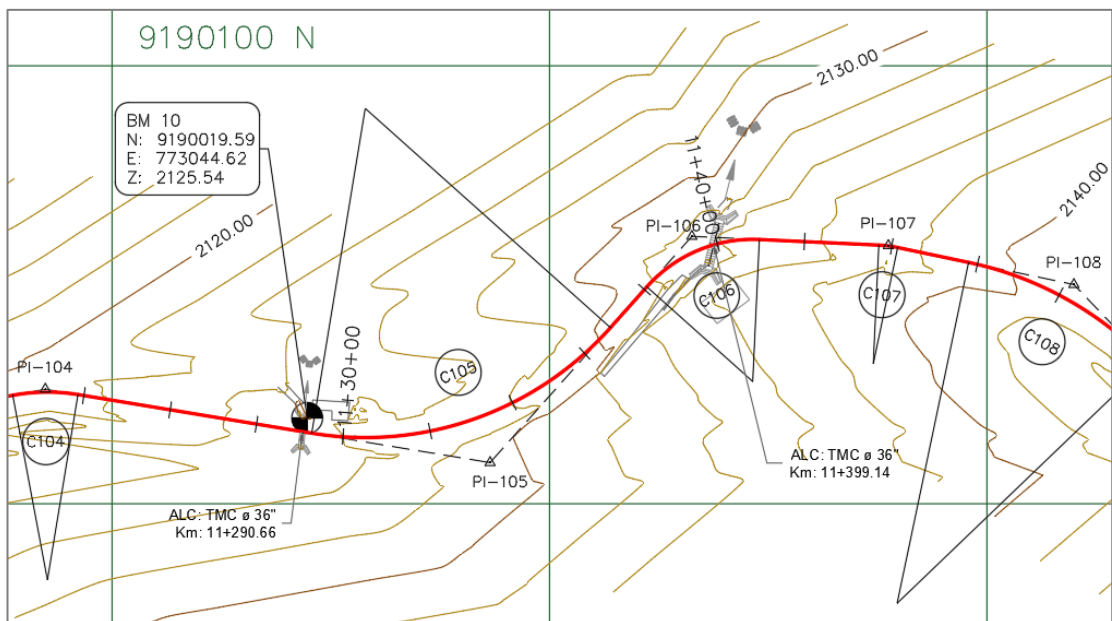 9190100 N
BM 10
N: 9190019.59
E: 773044.62
Z: 2125.54
2130.00
2120.00
2140.00
11+40+00
PI-106
PI-107
PI-108
C106
C107
C108
PI-104
C104
11+30+00
C105
PI-105
ALC: TMC ø 36"
Km: 11+399.14
ALC: TMC ø 36"
Km: 11+290.66